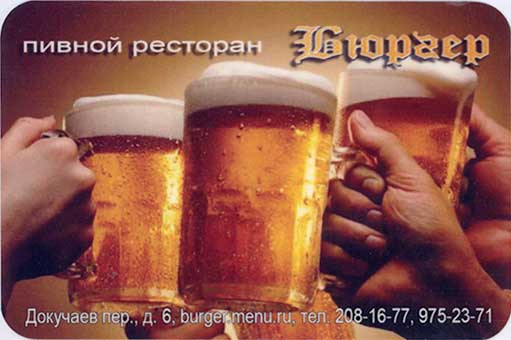 пивной ресторан Бюргер
Докучаев пер., д. 6, burger.menu.ru, тел. 208-16-77, 975-23-71